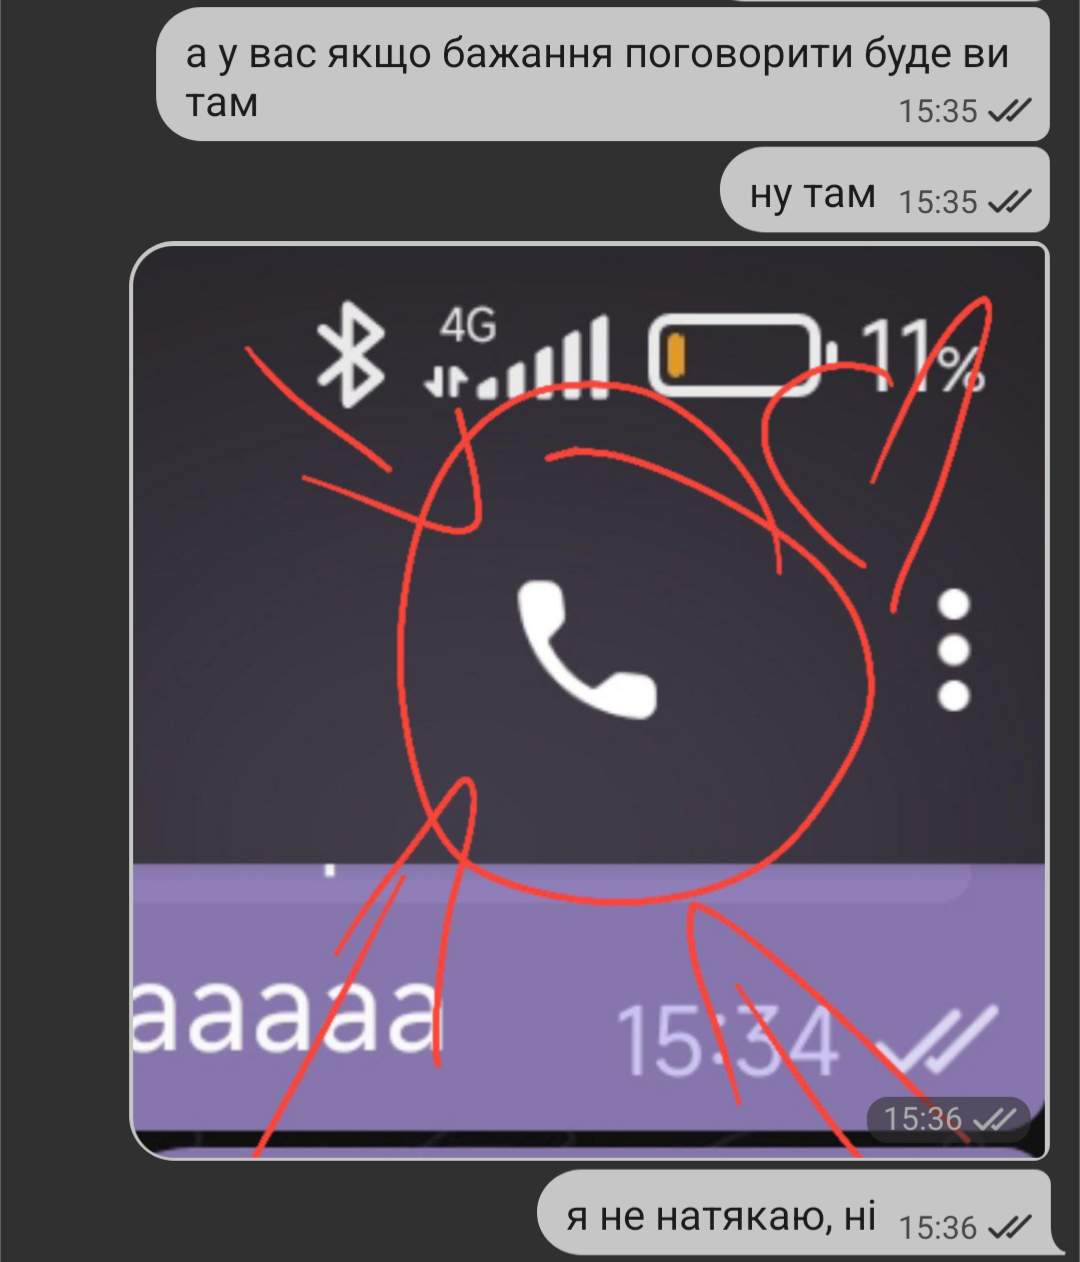 а у вас якщо бажання поговорити буде ви
там
15:35
ну там 15:35
4G 11%
ааааа 15:34
15:36
я не натякаю, ні 15:36